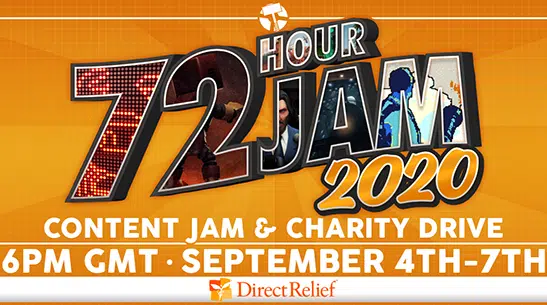 72
HOUR
JAM
2020
CONTENT JAM & CHARITY DRIVE
6PM GMT · SEPTEMBER 4TH-7TH
DirectRelief